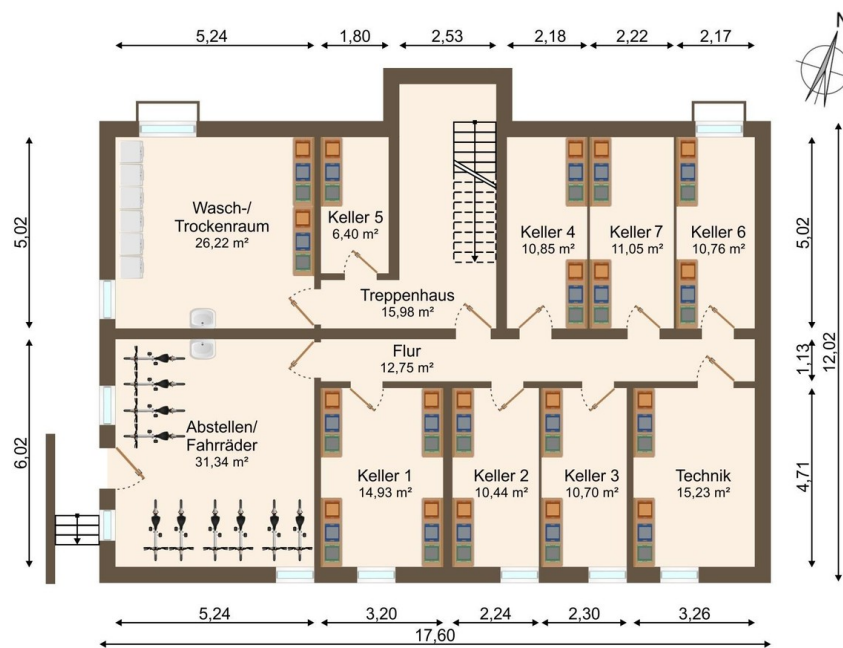 5,24
1,80
2,53
2,18
2,22
2,17
N
5,02
Wasch-/
Trockenraum
26,22 m²
Keller 5
6,40 m²
Keller 4
10,85 m²
Keller 7
11,05 m²
Keller 6
10,76 m²
5,02
Treppenhaus
15,98 m²
Flur
12,75 m²
1.13
12,02
6,02
Abstellen/
Fahrräder
31,34 m²
Keller 1
14,93 m²
Keller 2
10,44 m²
Keller 3
10,70 m²
Technik
15,23 m²
4,71
5,24
3,20
2,24
2,30
3,26
17,60